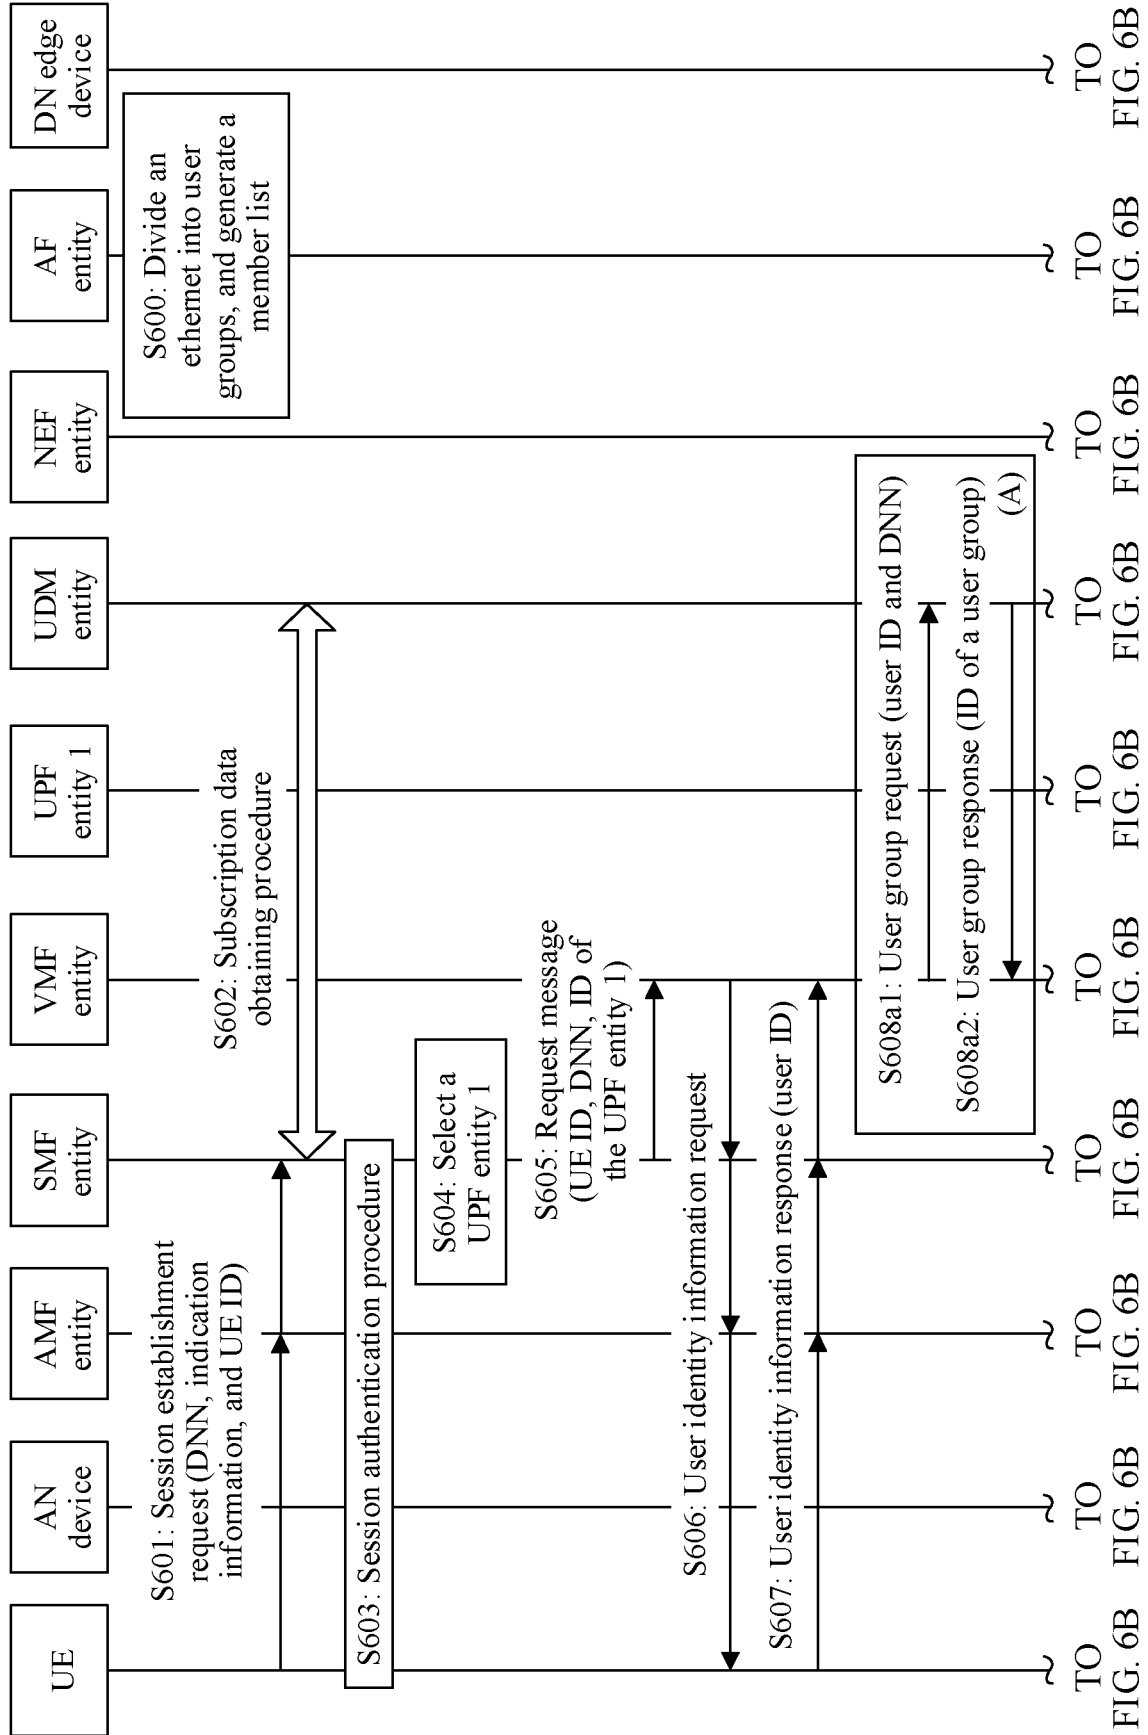 UE
AN
device
AMF
entity
SMF
entity
VMF
entity
UPF
entity 1
UDM
entity
NEF
entity
AF
entity
DN edge
device
S600: Divide an
ethernet into user
groups, and generate a
member list
S601: Session establishment
request (DNN, indication
information, and UE ID)
S602: Subscription data
obtaining procedure
S603: Session authentication procedure
S604: Select a
UPF entity 1
S605: Request message
(UE ID, DNN, ID of
the UPF entity 1)
S606: User identity information request
S607: User identity information response (user ID)
S608a1: User group request (user ID and DNN)
S608a2: User group response (ID of a user group)
(A)
TO
FIG. 6B
TO
FIG. 6B
TO
FIG. 6B
TO
FIG. 6B
TO
FIG. 6B
TO
FIG. 6B
TO
FIG. 6B
TO
FIG. 6B
TO
FIG. 6B
TO
FIG. 6B